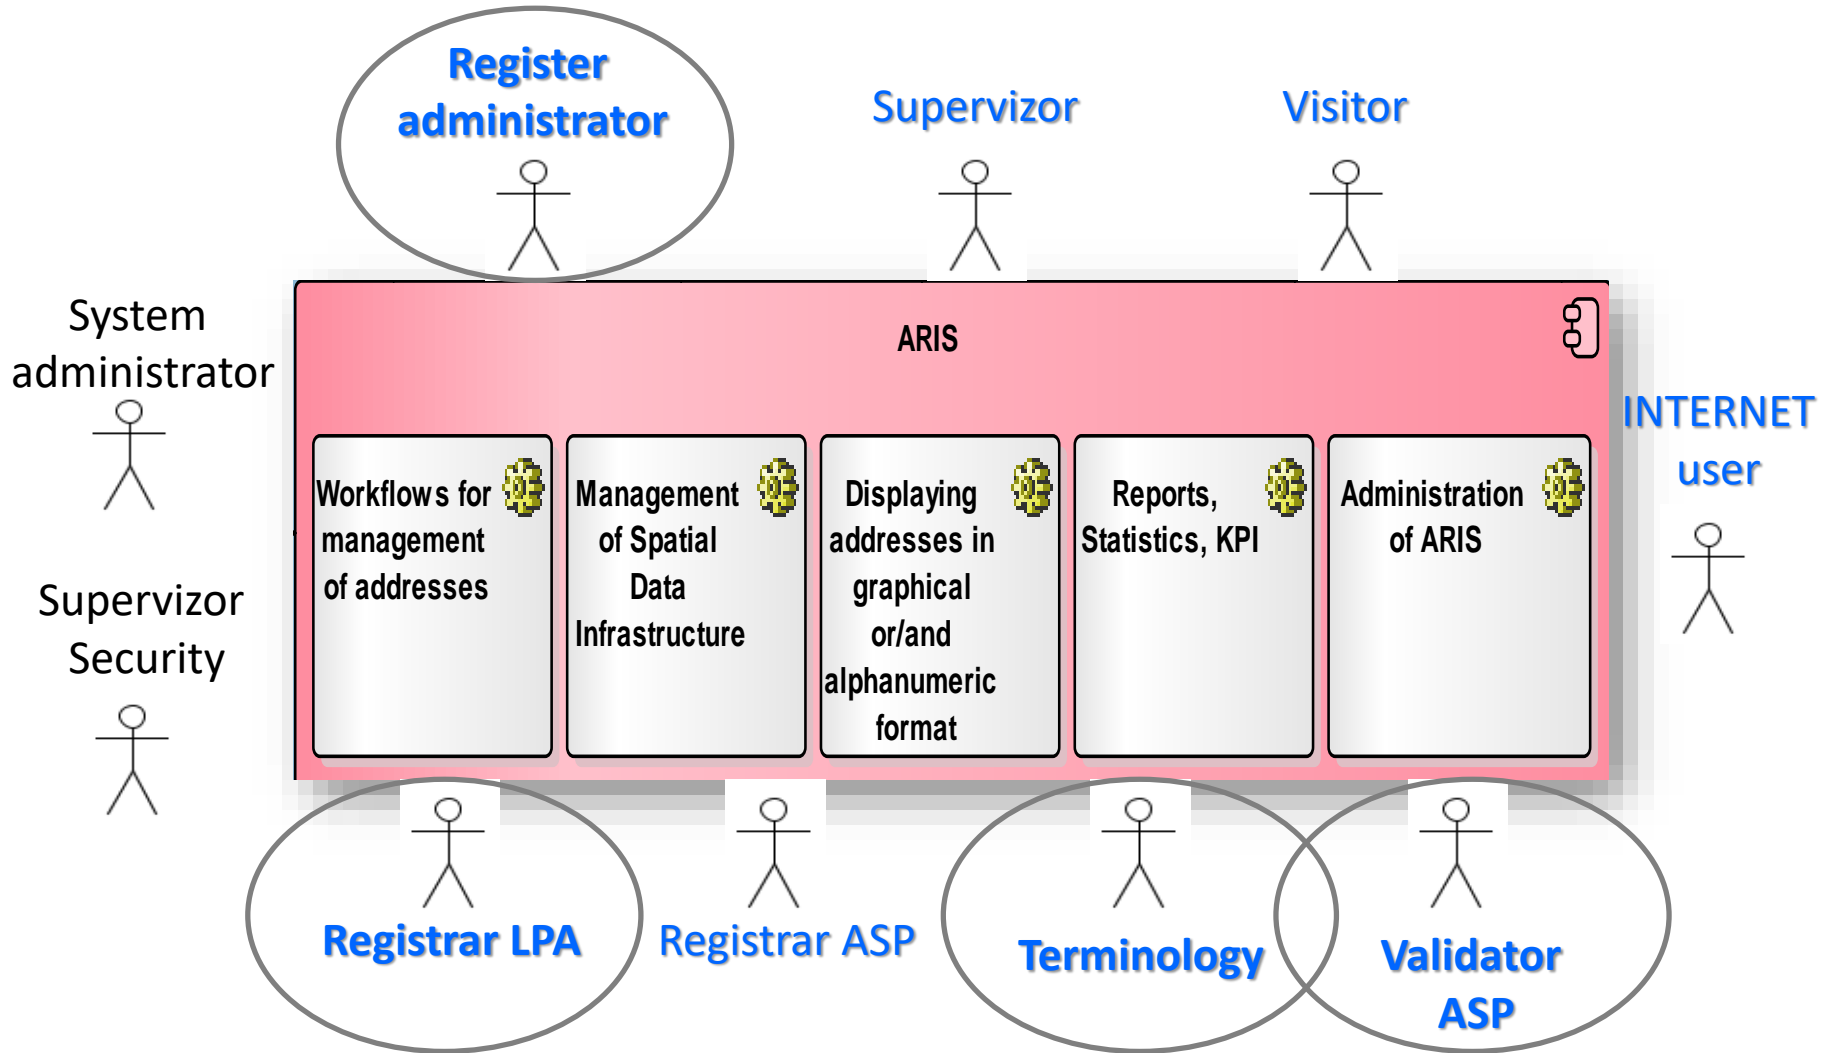 Register
administrator
Supervizor
Visitor
System
administrator
ARIS
INTERNET
user
Workflows for
management
of addresses
Management
of Spatial
Data
Infrastructure
Displaying
addresses in
graphical
or/and
alphanumeric
format
Reports,
Statistics, KPI
Administration
of ARIS
Supervizor
Security
Registrar LPA
Registrar ASP
Terminology
Validator
ASP